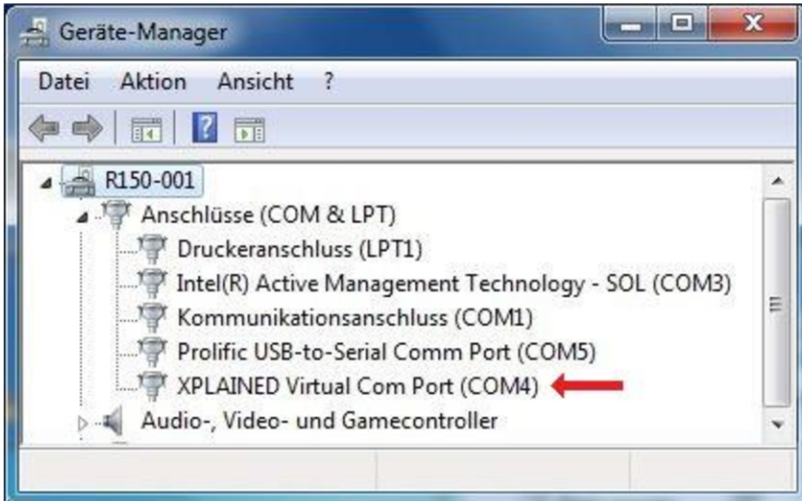 Geräte-Manager
Datei Aktion Ansicht ?
R150-001
Anschlüsse (COM & LPT)
Druckeranschluss (LPT1)
Intel(R) Active Management Technology - SOL (COM3)
Kommunikationsanschluss (COM1)
Prolific USB-to-Serial Comm Port (COM5)
XPLAINED Virtual Com Port (COM4)
Audio-, Video- und Gamecontroller